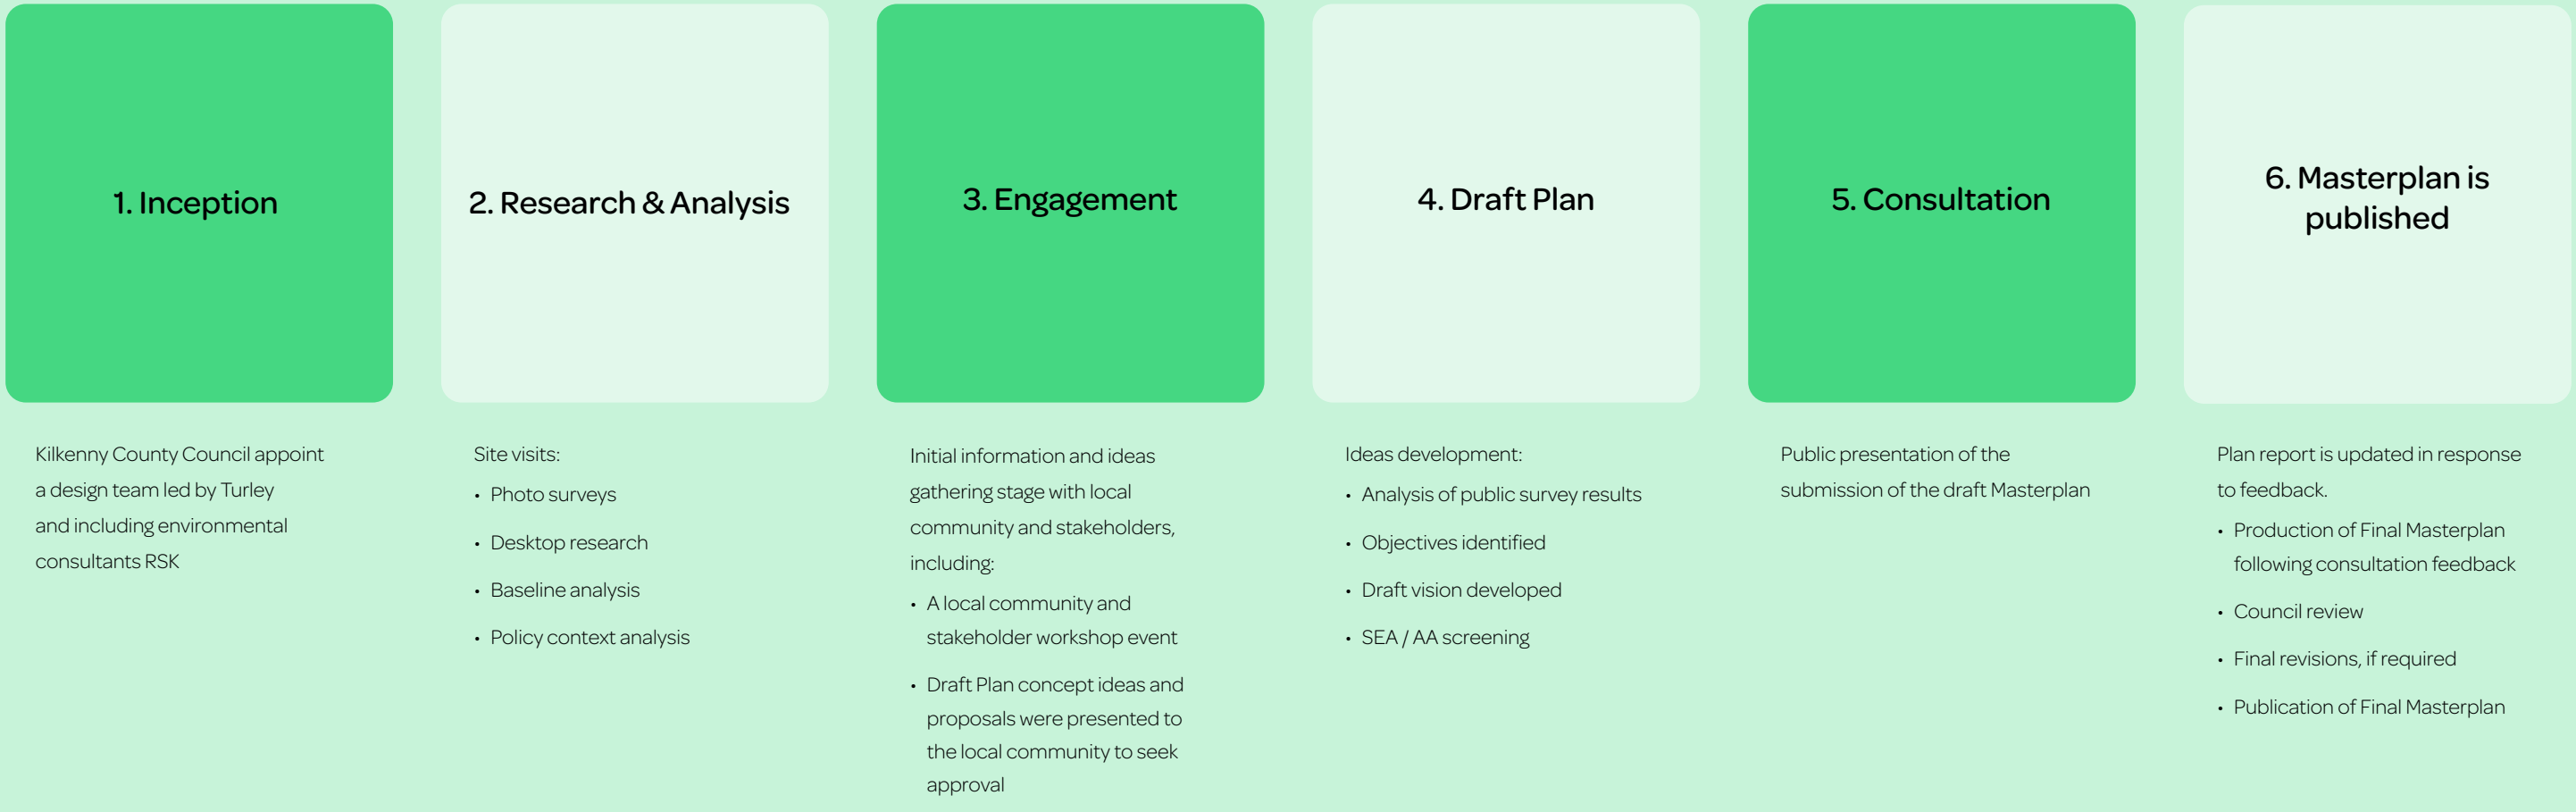 1. Inception
Kilkenny County Council appoint
a design team led by Turley
and including environmental
consultants RSK
2. Research & Analysis
Site visits:
• Photo surveys
• Desktop research
• Baseline analysis
• Policy context analysis
3. Engagement
Initial information and ideas
gathering stage with local
community and stakeholders,
including:
• A local community and
stakeholder workshop event
• Draft Plan concept ideas and
proposals were presented to
the local community to seek
approval
4. Draft Plan
Ideas development:
• Analysis of public survey results
• Objectives identified
• Draft vision developed
• SEA / AA screening
5. Consultation
Public presentation of the
submission of the draft Masterplan
6. Masterplan is
published
Plan report is updated in response
to feedback.
• Production of Final Masterplan
following consultation feedback
• Council review
• Final revisions, if required
• Publication of Final Masterplan